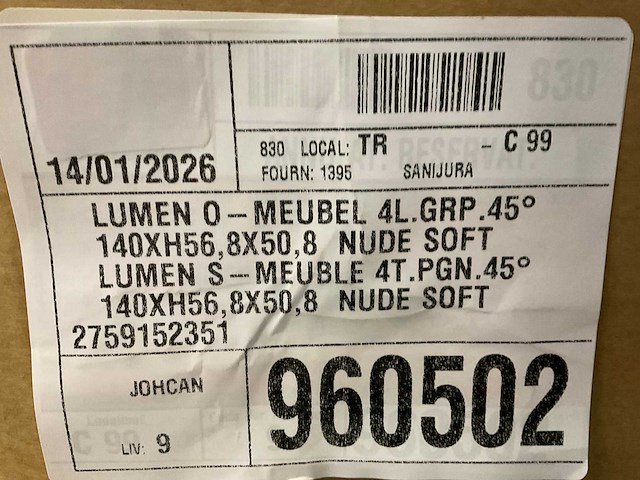 830 LOCAL: TR - C 99
14/01/2026 FOURN: 1395 SANIJURA
LUMEN O - MEUBEL 4L.GRP.45°
140XH56,8X50,8 NUDE SOFT
LUMEN S - MEUBLE 4T.PGN.45°
140XH56,8X50,8 NUDE SOFT
2759152351
JOHCAN
960502
LIV: 9